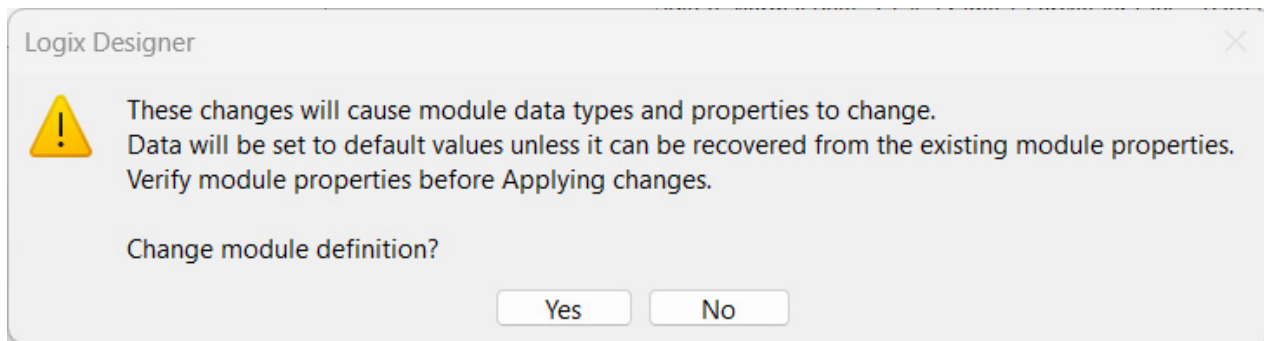 Logix Designer
These changes will cause module data types and properties to change.
Data will be set to default values unless it can be recovered from the existing module properties.
Verify module properties before Applying changes.
Change module definition?
Yes No